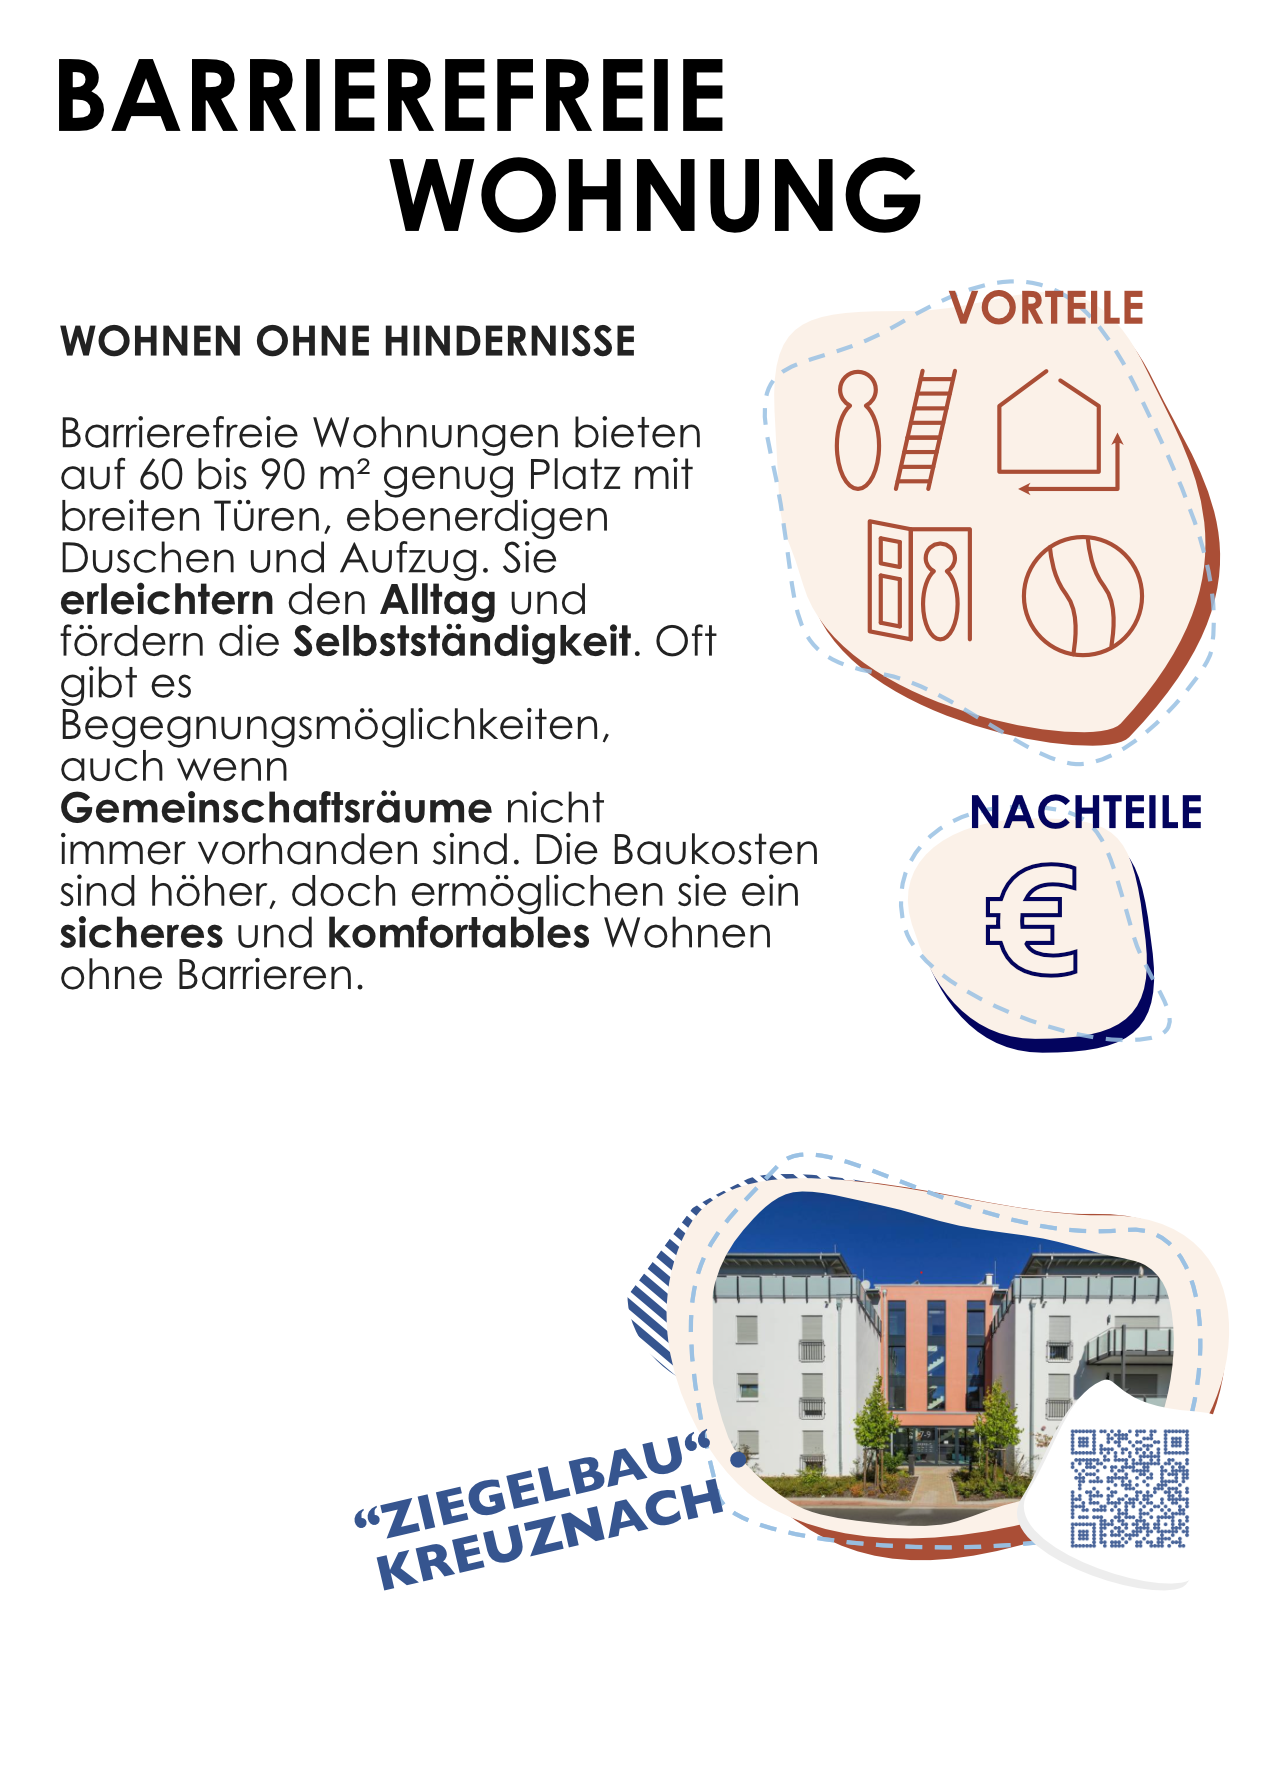 BARRIEREFREIE
WOHNUNG
WOHNEN OHNE HINDERNISSE
Barrierefreie Wohnungen bieten
auf 60 bis 90 m² genug Platz mit
breiten Türen, ebenerdigen
Duschen und Aufzug. Sie
erleichtern den Alltag und
fördern die Selbstständigkeit. Oft
gibt es
Begegnungsmöglichkeiten,
auch wenn
Gemeinschaftsräume nicht
immer vorhanden sind. Die Baukosten
sind höher, doch ermöglichen sie ein
sicheres und komfortables Wohnen
ohne Barrieren.
VORTEILE
NACHTEILE
€
“ZIEGELBAU“
KREUZNACH